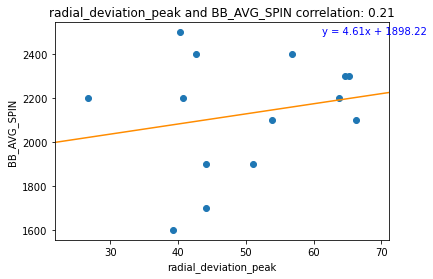 radial_deviation_peak and BB_AVG_SPIN correlation: 0.21
y = 4.61x + 1898.22
BB_AVG_SPIN
2400
2200
2000
1800
1600
30 40 50 60 70
radial_deviation_peak